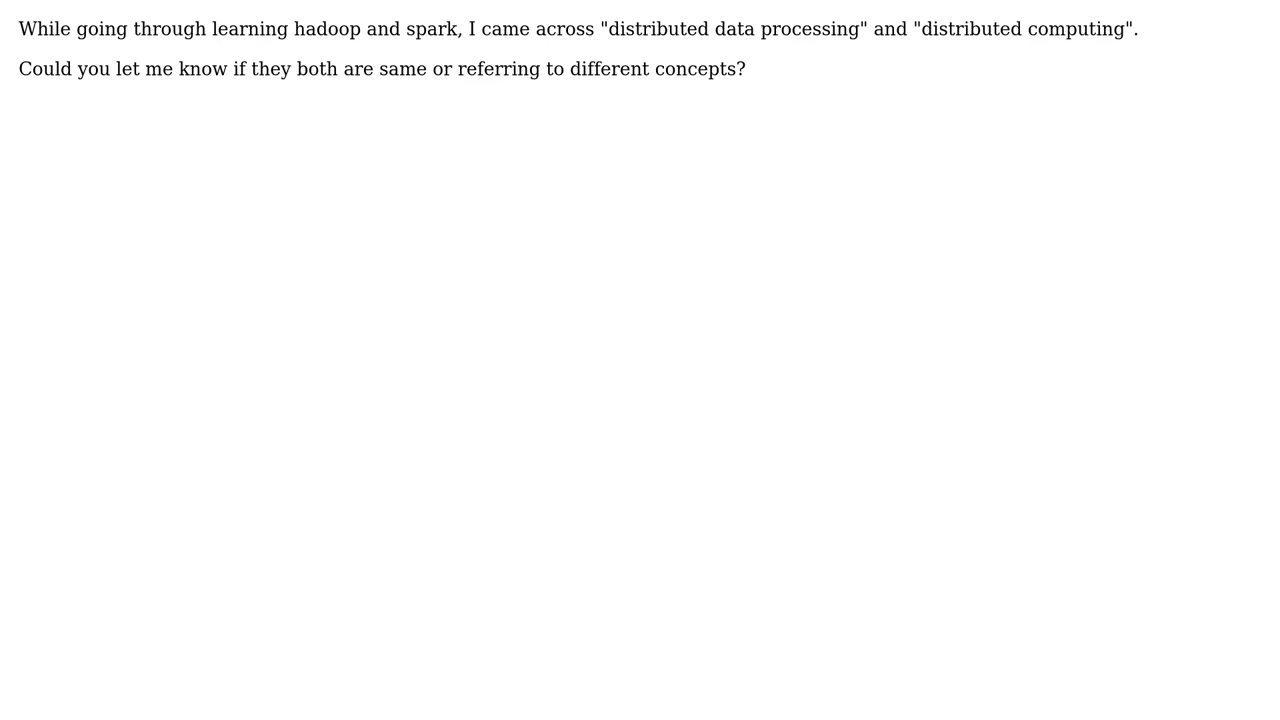 While going through learning hadoop and spark, I came across "distributed data processing" and "distributed computing".
Could you let me know if they both are same or referring to different concepts?